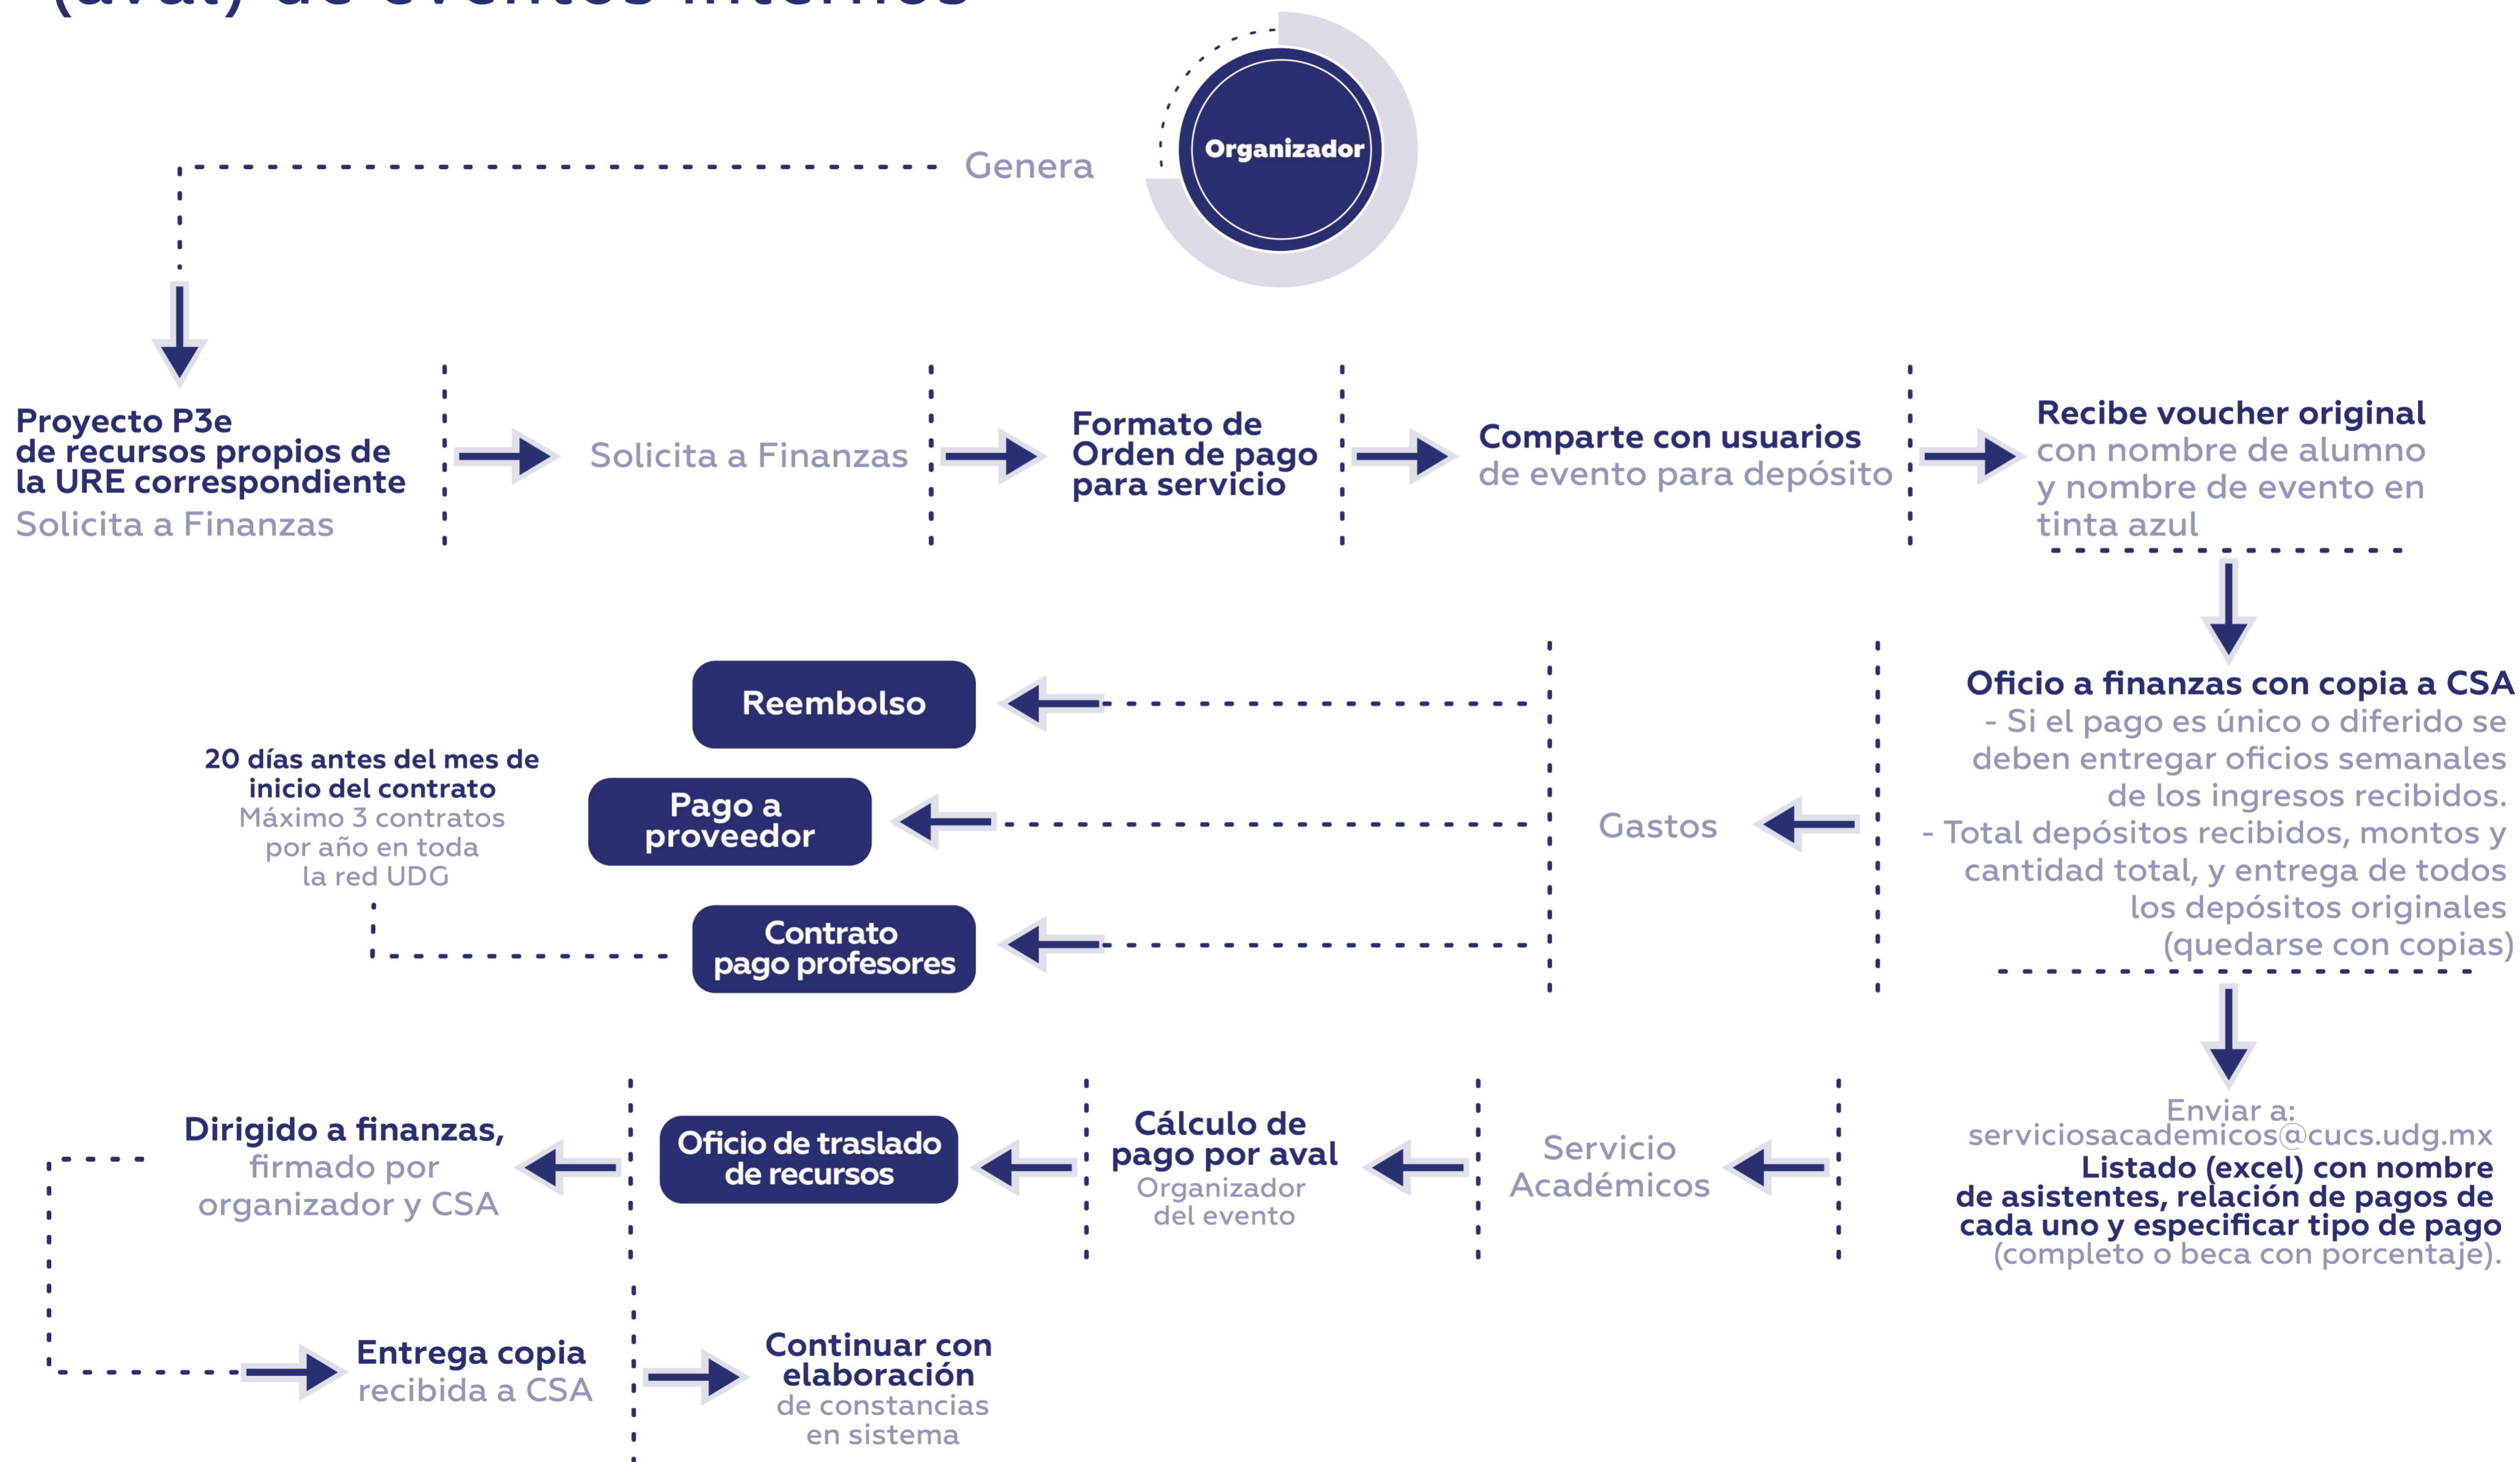 (aval) de eventos internos
Organizador
Genera
Proyecto P3e
de recursos propios de
la URE correspondiente
Solicita a Finanzas
Solicita a Finanzas
Formato de
Orden de pago
para servicio
Comparte con usuarios
de evento para depósito
Recibe voucher original
con nombre de alumno
y nombre de evento en
tinta azul
Oficio a finanzas con copia a CSA
- Si el pago es único o diferido se
deben entregar oficios semanales
de los ingresos recibidos.
- Total depósitos recibidos, montos y
cantidad total, y entrega de todos
los depósitos originales
(quedarse con copias)
Gastos
Reembolso
Pago a
proveedor
Contrato
pago profesores
20 días antes del mes de
inicio del contrato
Máximo 3 contratos
por año en toda
la red UDG
Enviar a:
serviciosacademicos@cucs.udg.mx
Listado (excel) con nombre
de asistentes, relación de pagos de
cada uno y especificar tipo de pago
(completo o beca con porcentaje).
Servicio
Académicos
Cálculo de
pago por aval
Organizador
del evento
Oficio de traslado
de recursos
Dirigido a finanzas,
firmado por
organizador y CSA
Entrega copia
recibida a CSA
Continuar con
elaboración
de constancias
en sistema